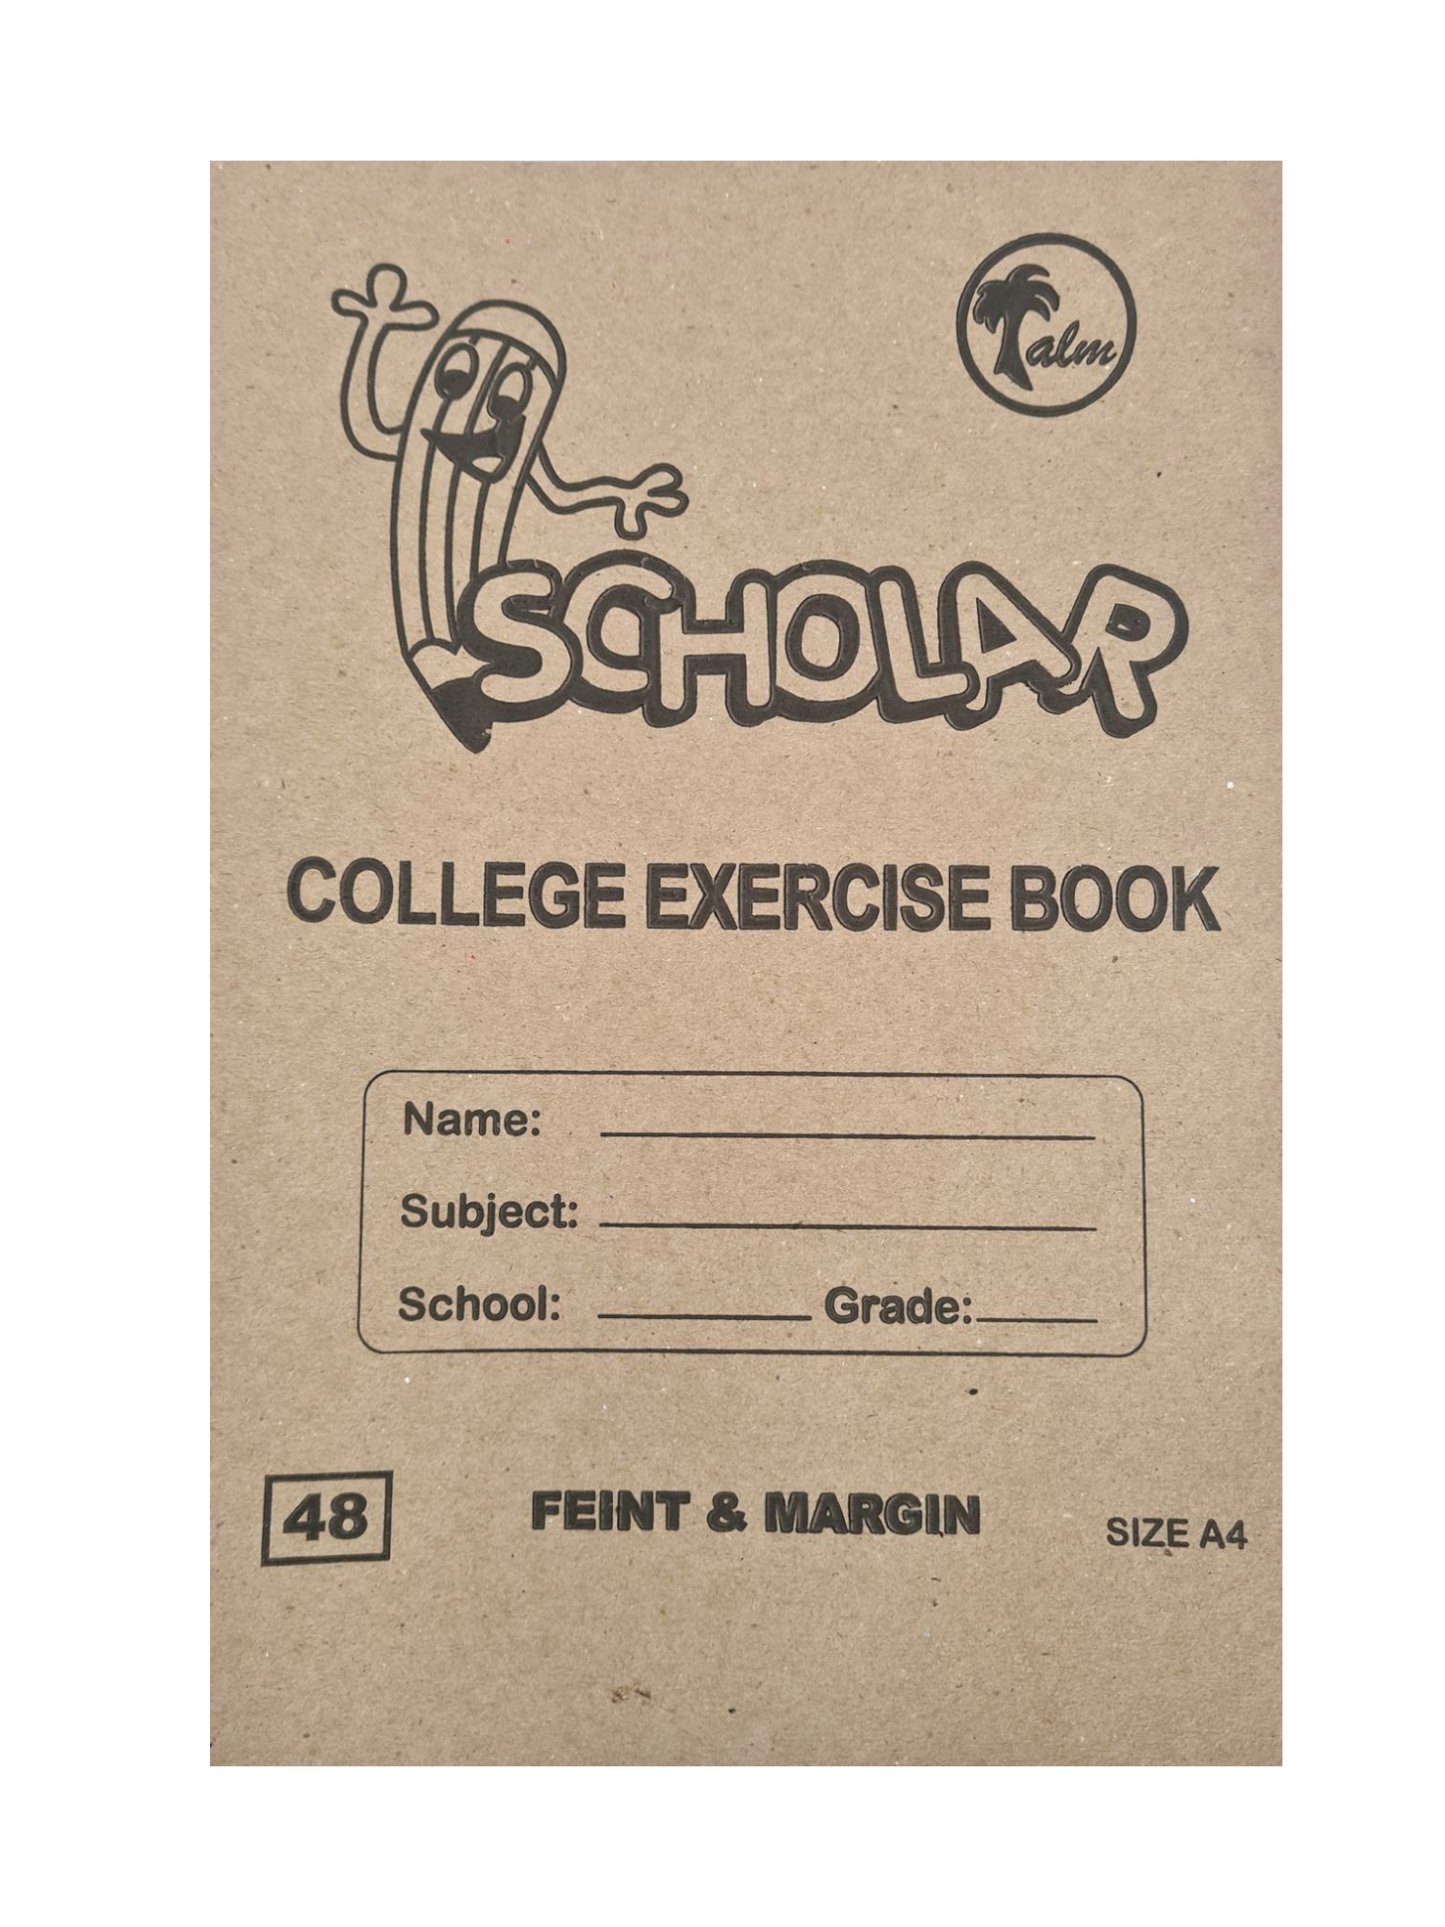 Palm
SCHOLAR
COLLEGE EXERCISE BOOK
Name:
Subject:
School: Grade:
48 FEINT & MARGIN SIZE A4